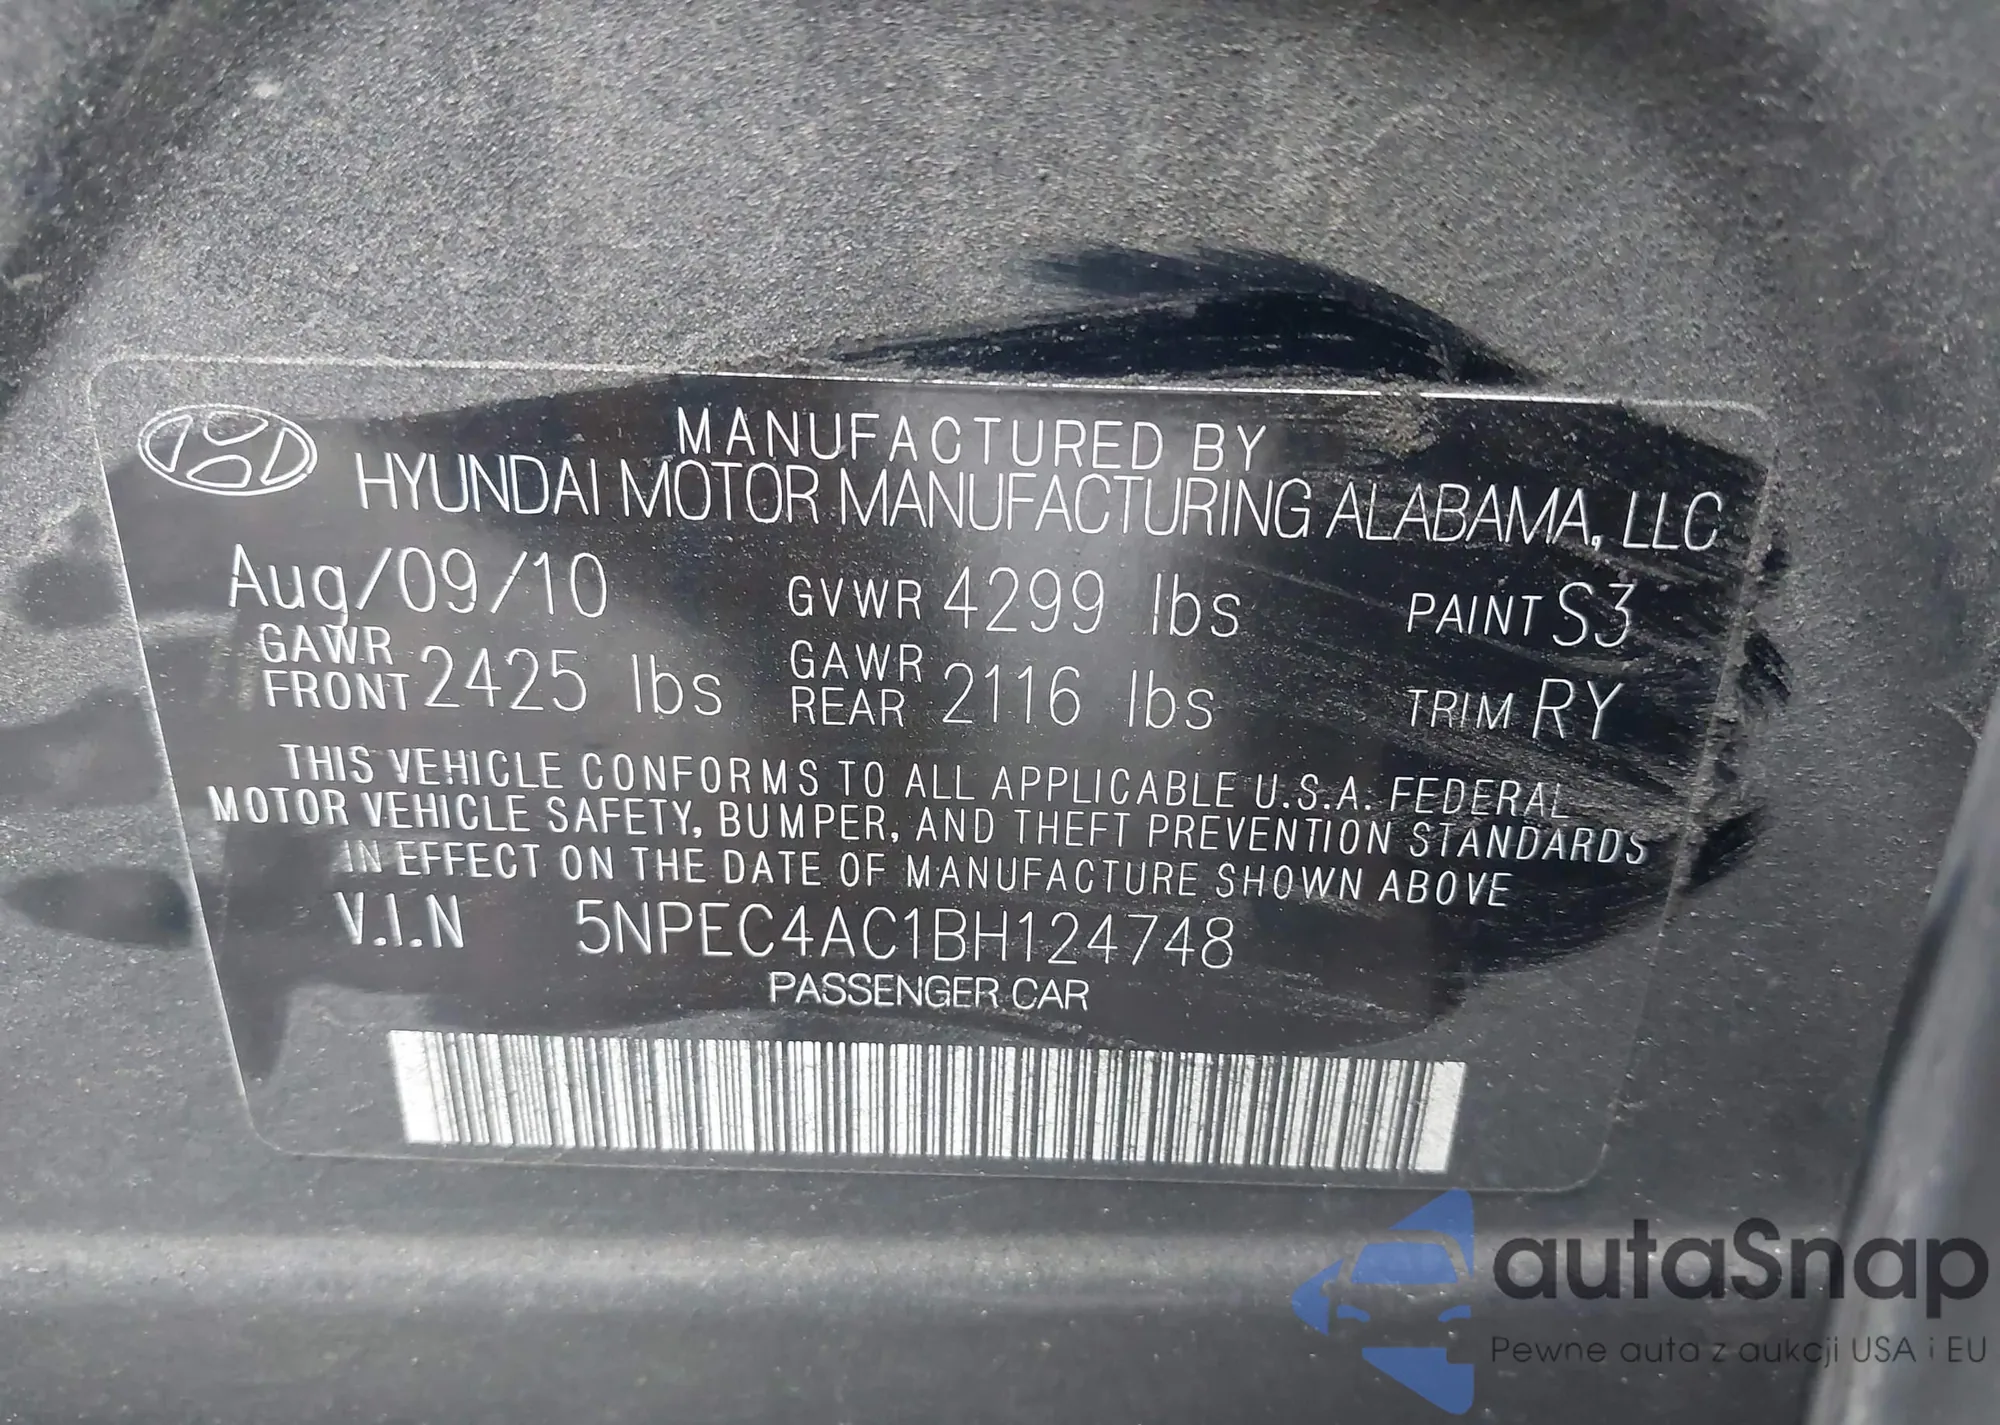 MANUFACTURED BY
HYUNDAI MOTOR MANUFACTURING ALABAMA, LLC
Aug/09/10 GVWR 4299 lbs PAINT S3
GAWR FRONT 2425 lbs GAWR REAR 2116 lbs TRIM RY
THIS VEHICLE CONFORMS TO ALL APPLICABLE U.S.A. FEDERAL
MOTOR VEHICLE SAFETY, BUMPER, AND THEFT PREVENTION STANDARDS
IN EFFECT ON THE DATE OF MANUFACTURE SHOWN ABOVE
V.I.N 5NPEC4AC1BH124748
PASSENGER CAR
autaSnap
Pewne auta z aukcji USA i EU